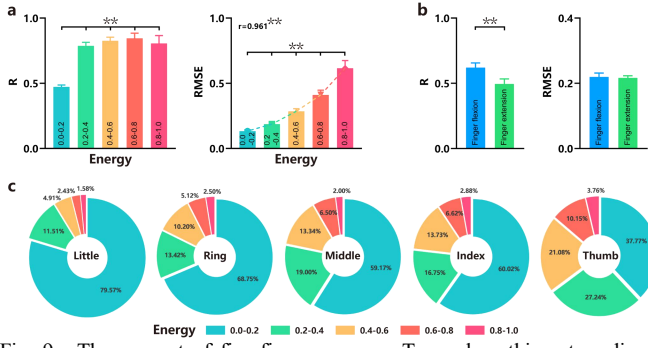 a
b
1.0
0.5
0.0
R
**
0.0-0.2
0.2-0.4
0.4-0.6
0.6-0.8
0.8-1.0
Energy
1.0
0.5
0.0
RMSE
r=0.961**
**
0.0
-0.2
0.2
-0.4
0.4-0.6
0.6-0.8
0.8-1.0
Energy
1.0
0.5
0.0
R
**
Finger flexion
Finger extension
0.4
0.2
0.0
RMSE
Finger flexion
Finger extension
c
4.91%
2.43%
1.58%
11.51%
Little
79.57%
5.12%
2.50%
10.20%
13.42%
Ring
68.75%
2.00%
6.50%
13.34%
19.00%
Middle
59.17%
2.88%
6.62%
13.73%
16.75%
Index
60.02%
3.76%
10.15%
21.08%
37.77%
Thumb
27.24%
Energy 0.0-0.2 0.2-0.4 0.4-0.6 0.6-0.8 0.8-1.0